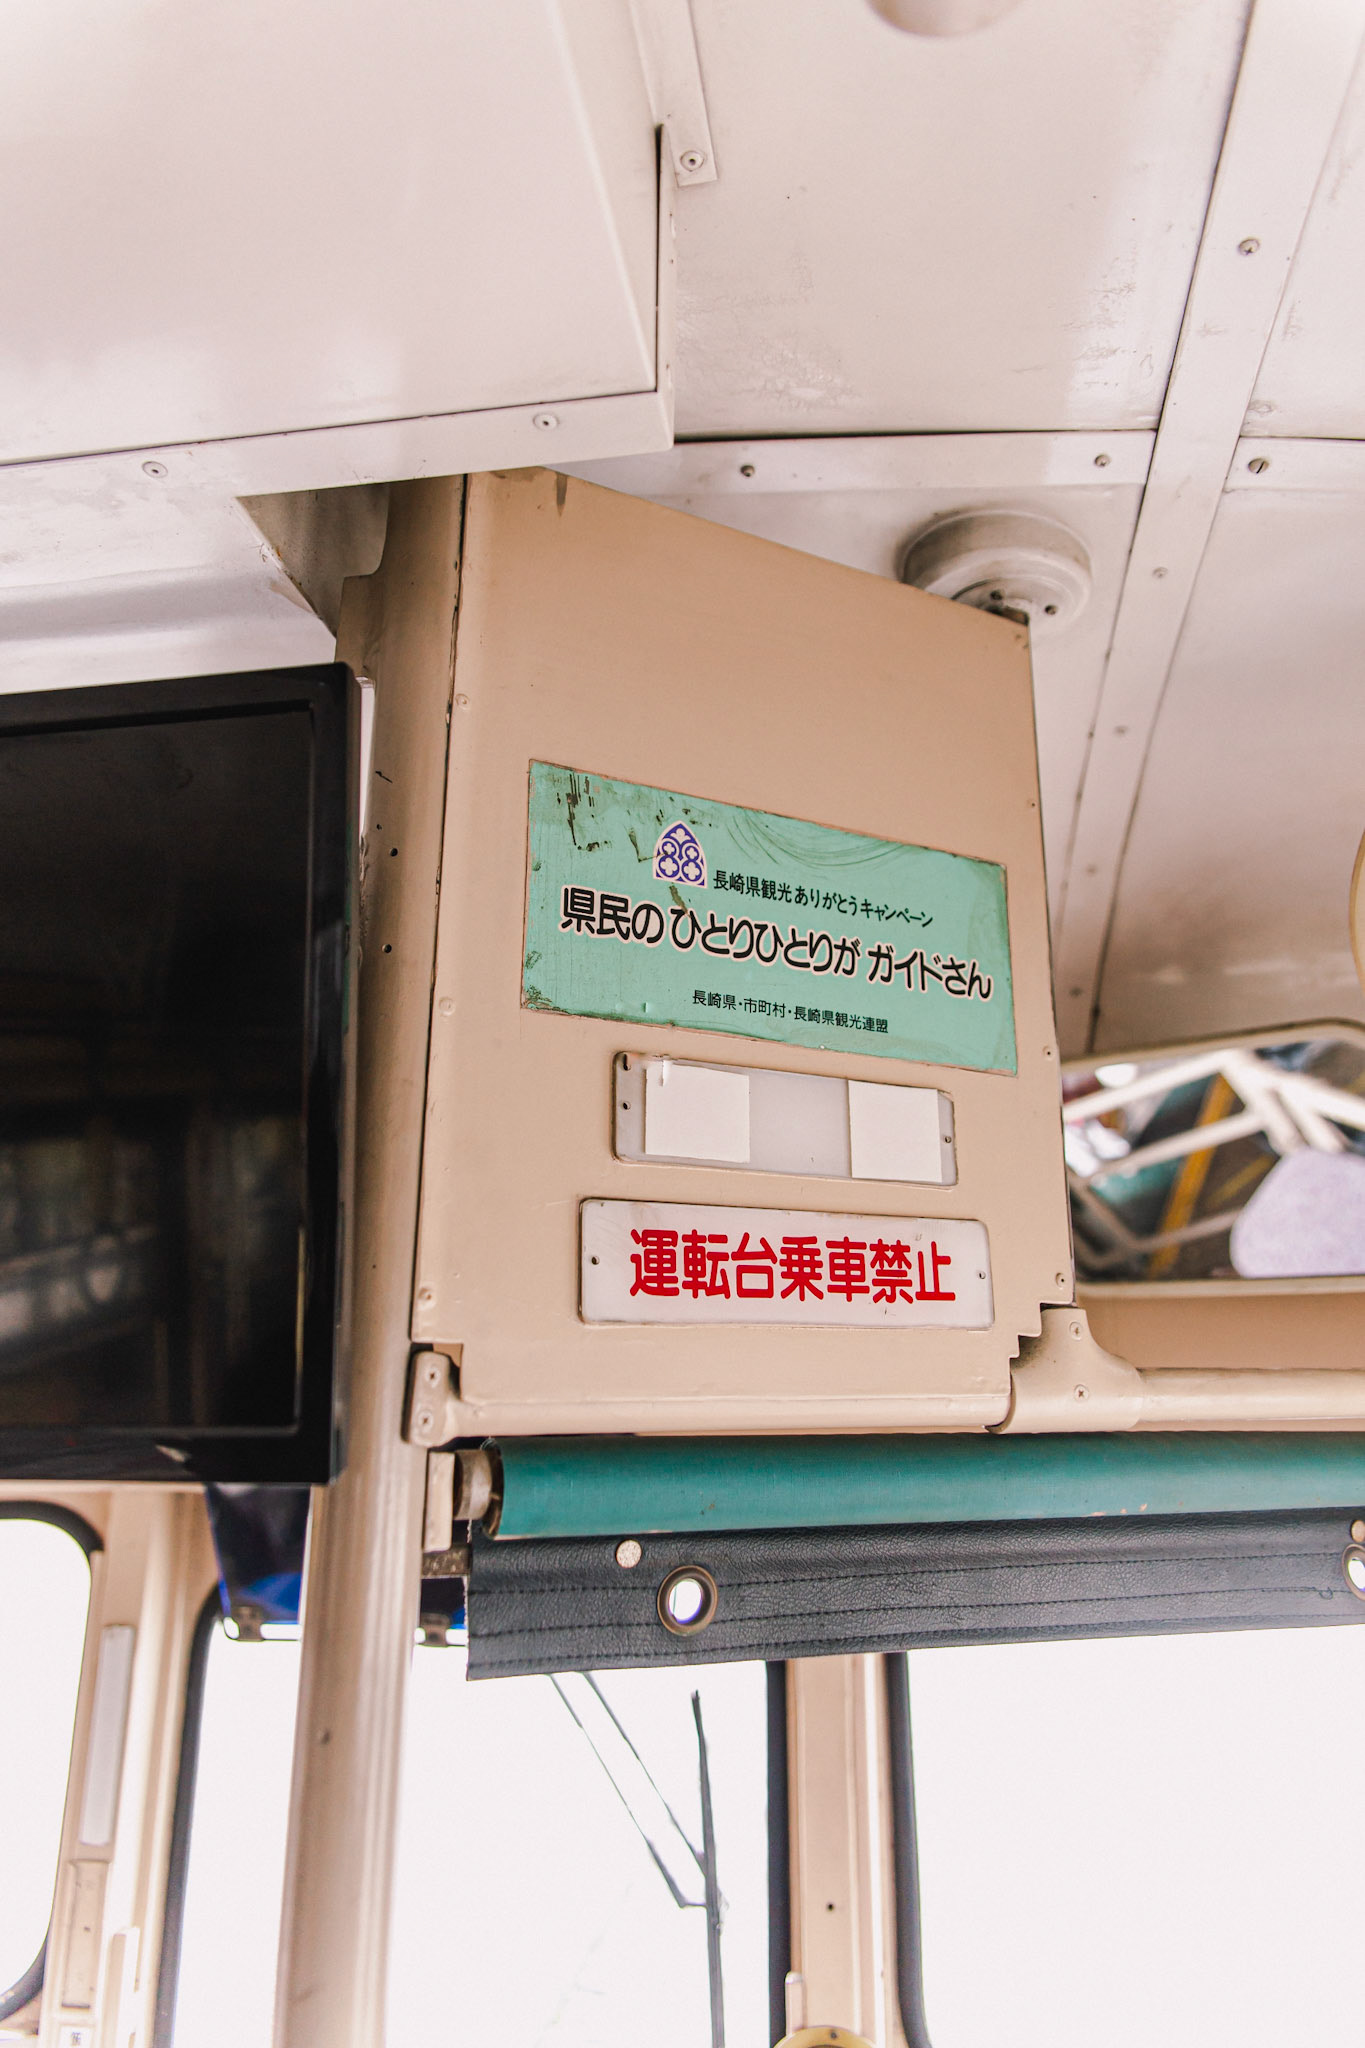 長崎県観光ありがとうキャンペーン
県民の ひとりひとりが ガイドさん
長崎県・市町村・長崎県観光連盟
運転台乗車禁止